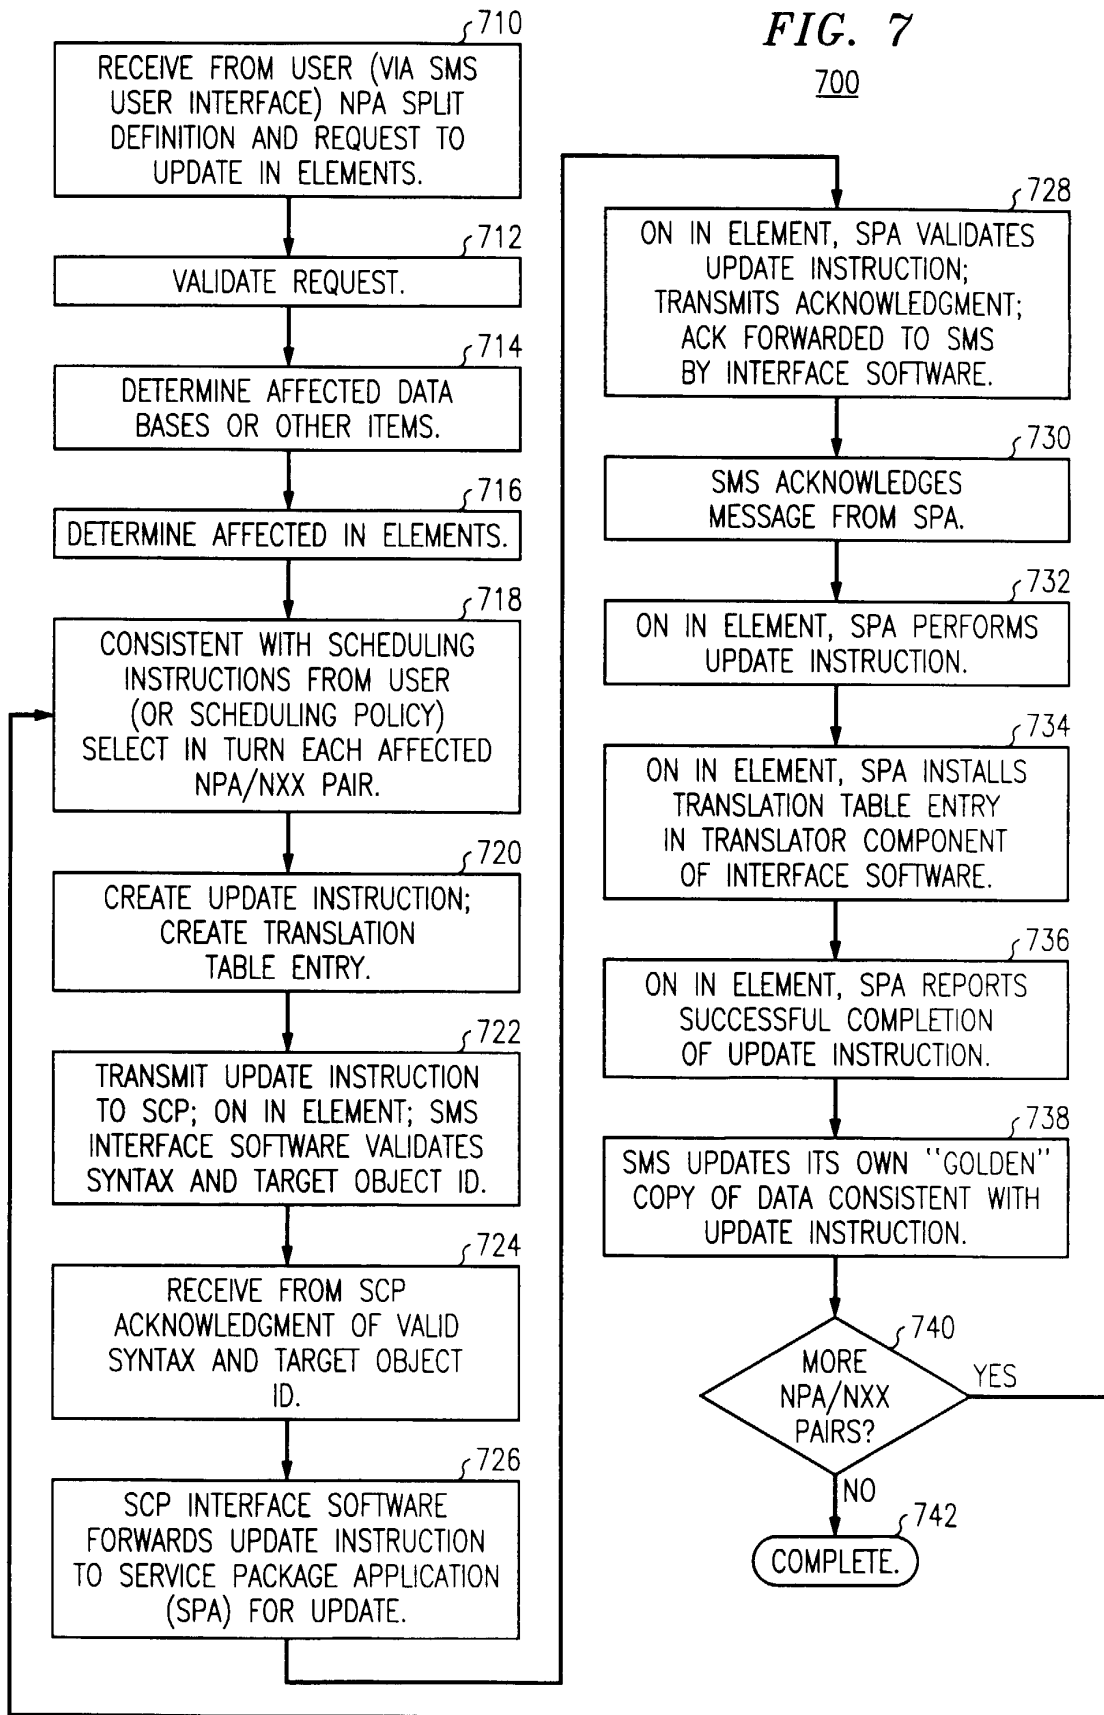 FIG. 7
700
710
RECEIVE FROM USER (VIA SMS
USER INTERFACE) NPA SPLIT
DEFINITION AND REQUEST TO
UPDATE IN ELEMENTS.
712
VALIDATE REQUEST.
714
DETERMINE AFFECTED DATA
BASES OR OTHER ITEMS.
716
DETERMINE AFFECTED IN ELEMENTS.
718
CONSISTENT WITH SCHEDULING
INSTRUCTIONS FROM USER
(OR SCHEDULING POLICY)
SELECT IN TURN EACH AFFECTED
NPA/NXX PAIR.
720
CREATE UPDATE INSTRUCTION;
CREATE TRANSLATION
TABLE ENTRY.
722
TRANSMIT UPDATE INSTRUCTION
TO SCP; ON IN ELEMENT; SMS
INTERFACE SOFTWARE VALIDATES
SYNTAX AND TARGET OBJECT ID.
724
RECEIVE FROM SCP
ACKNOWLEDGMENT OF VALID
SYNTAX AND TARGET OBJECT
ID.
726
SCP INTERFACE SOFTWARE
FORWARDS UPDATE INSTRUCTION
TO SERVICE PACKAGE APPLICATION
(SPA) FOR UPDATE.
728
ON IN ELEMENT, SPA VALIDATES
UPDATE INSTRUCTION;
TRANSMITS ACKNOWLEDGMENT;
ACK FORWARDED TO SMS
BY INTERFACE SOFTWARE.
730
SMS ACKNOWLEDGES
MESSAGE FROM SPA.
732
ON IN ELEMENT, SPA PERFORMS
UPDATE INSTRUCTION.
734
ON IN ELEMENT, SPA INSTALLS
TRANSLATION TABLE ENTRY
IN TRANSLATOR COMPONENT
OF INTERFACE SOFTWARE.
736
ON IN ELEMENT, SPA REPORTS
SUCCESSFUL COMPLETION
OF UPDATE INSTRUCTION.
738
SMS UPDATES ITS OWN "GOLDEN"
COPY OF DATA CONSISTENT WITH
UPDATE INSTRUCTION.
740
MORE
NPA/NXX
PAIRS?
YES
NO
742
COMPLETE.